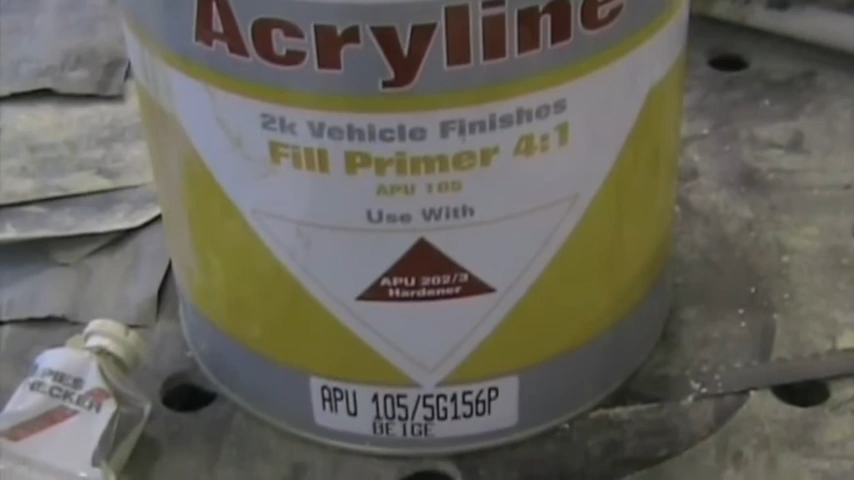 Acryline
2k Vehicle Finishes
Fill Primer 4:1
APU 105
Use With
APU 202/3
Hardener
APU 105/5G156P
BEIGE